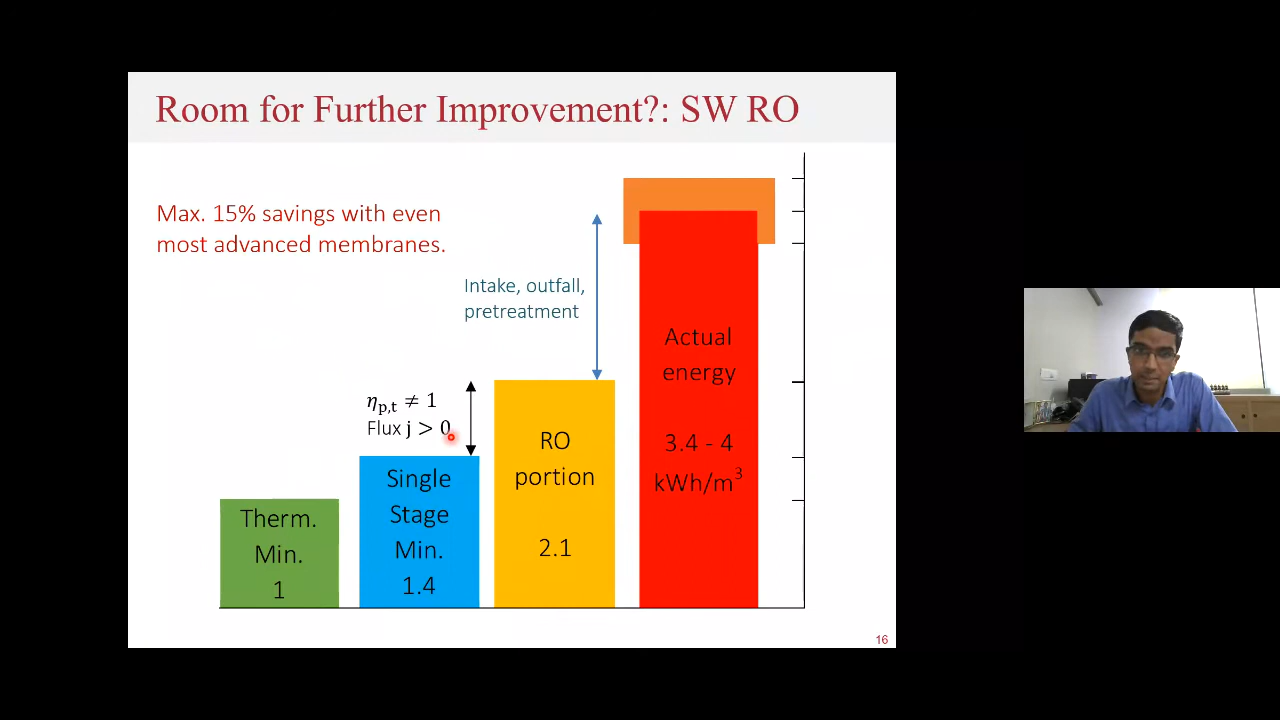 Room for Further Improvement?: SW RO
Max. 15% savings with even
most advanced membranes.
Intake, outfall,
pretreatment
η_p,t ≠ 1
Flux j > 0
Therm.
Min.
1
Single
Stage
Min.
1.4
RO
portion
2.1
Actual
energy
3.4 - 4
kWh/m³
16